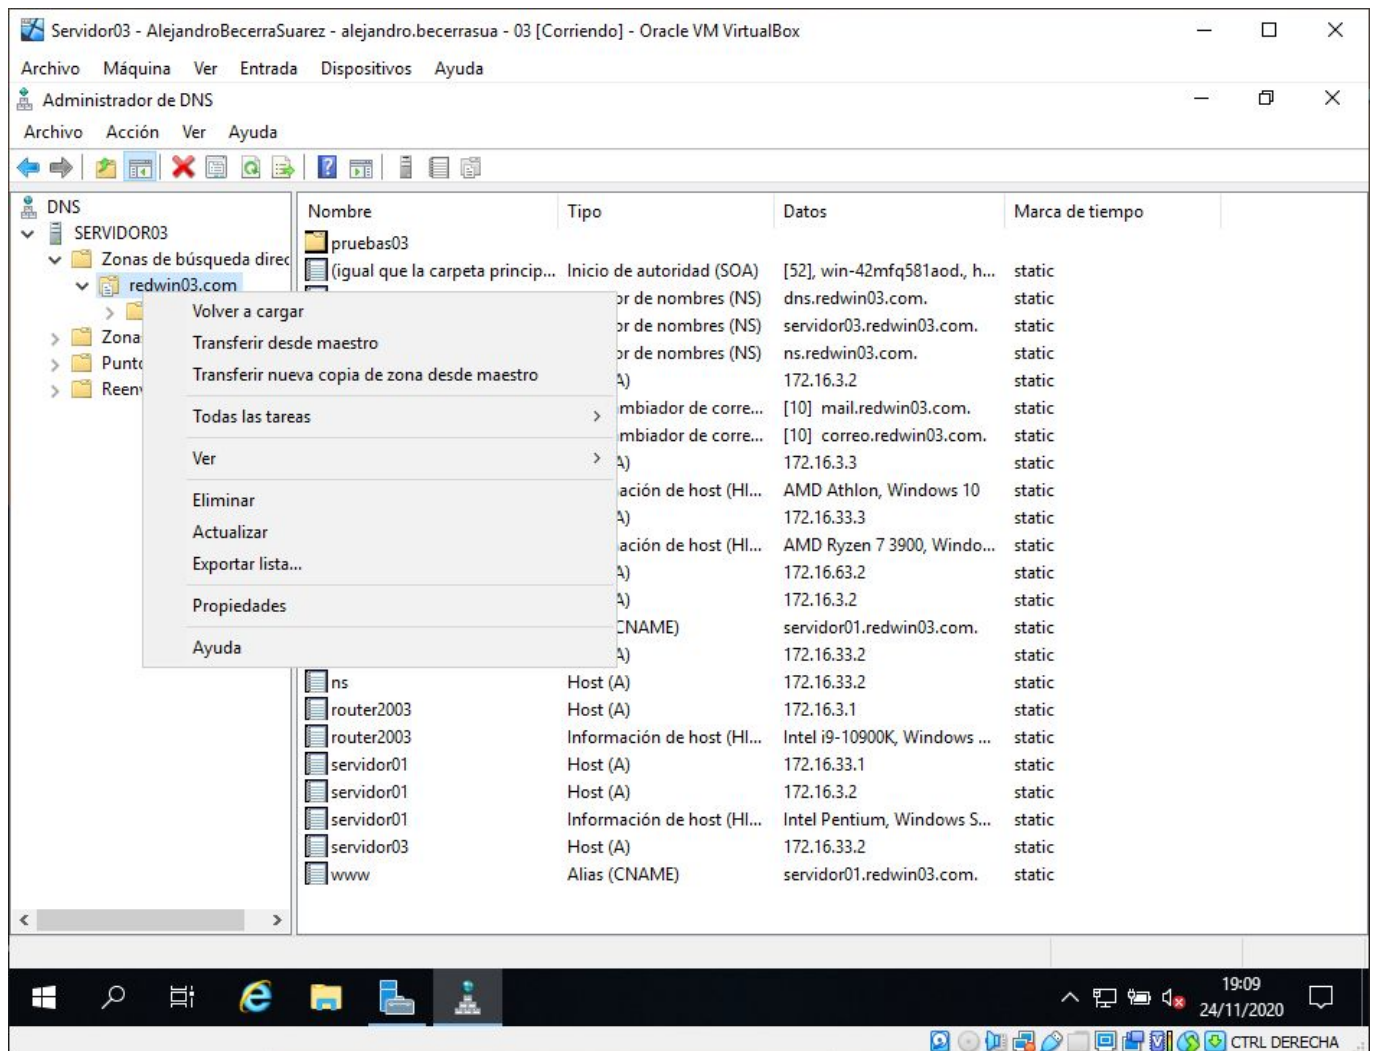 Servidor03 - AlejandroBecerraSuarez - alejandro.becerrasua - 03 [Corriendo] - Oracle VM VirtualBox
Archivo Máquina Ver Entrada Dispositivos Ayuda
Administrador de DNS
Archivo Acción Ver Ayuda
DNS
SERVIDOR03
Zonas de búsqueda direc
redwin03.com
Zona
Punto
Reenv
Volver a cargar
Transferir desde maestro
Transferir nueva copia de zona desde maestro
Todas las tareas
Ver
Eliminar
Actualizar
Exportar lista...
Propiedades
Ayuda
Nombre Tipo Datos Marca de tiempo
pruebas03
(igual que la carpeta princip... Inicio de autoridad (SOA) [52], win-42mfq581aod., h... static
or de nombres (NS) dns.redwin03.com. static
or de nombres (NS) servidor03.redwin03.com. static
or de nombres (NS) ns.redwin03.com. static
A) 172.16.3.2 static
mbiador de corre... [10] mail.redwin03.com. static
mbiador de corre... [10] correo.redwin03.com. static
A) 172.16.3.3 static
ación de host (HI... AMD Athlon, Windows 10 static
A) 172.16.33.3 static
ación de host (HI... AMD Ryzen 7 3900, Windo... static
A) 172.16.63.2 static
A) 172.16.3.2 static
CNAME) servidor01.redwin03.com. static
A) 172.16.33.2 static
ns Host (A) 172.16.33.2 static
router2003 Host (A) 172.16.3.1 static
router2003 Información de host (HI... Intel i9-10900K, Windows ... static
servidor01 Host (A) 172.16.33.1 static
servidor01 Host (A) 172.16.3.2 static
servidor01 Información de host (HI... Intel Pentium, Windows S... static
servidor03 Host (A) 172.16.33.2 static
www Alias (CNAME) servidor01.redwin03.com. static
19:09
24/11/2020
CTRL DERECHA